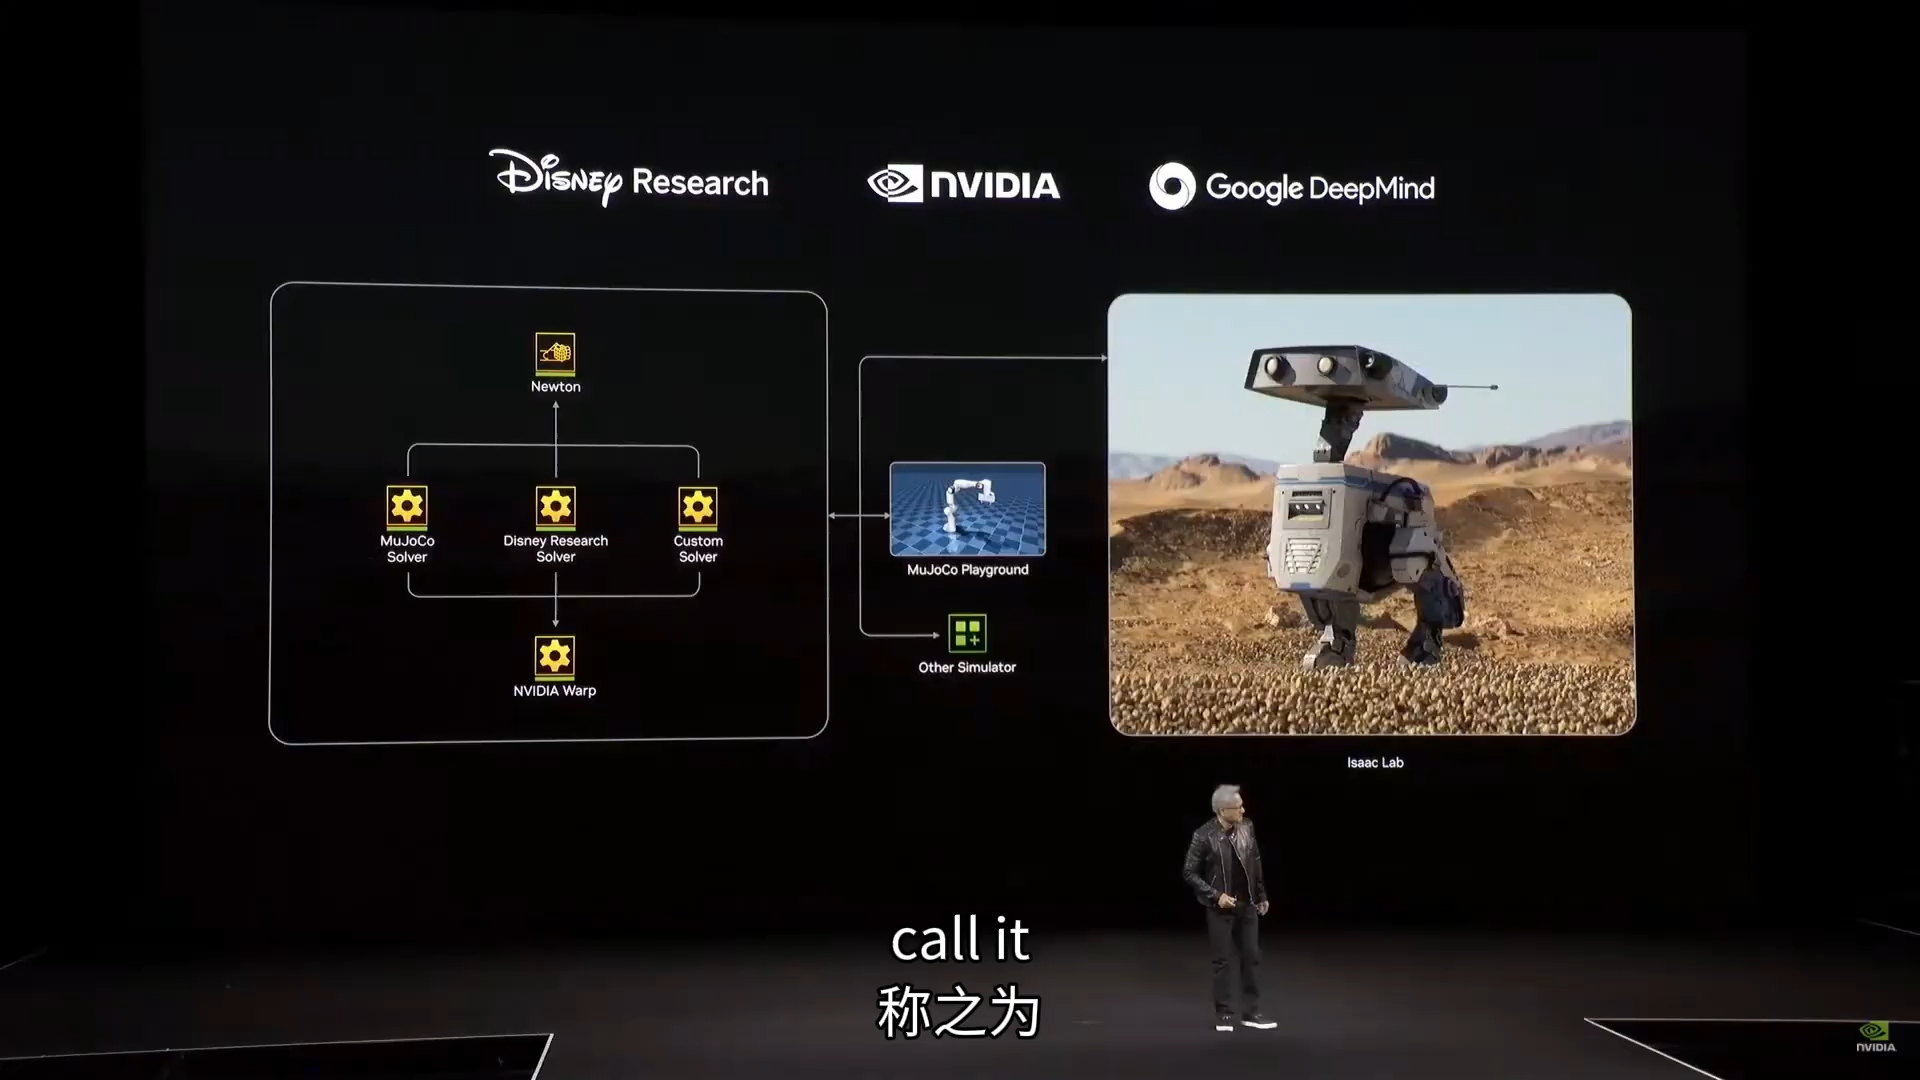 Disney Research
NVIDIA
Google DeepMind
Newton
MuJoCo
Solver
Disney Research
Solver
Custom
Solver
NVIDIA Warp
MuJoCo Playground
Other Simulator
Isaac Lab
call it
称之为
NVIDIA